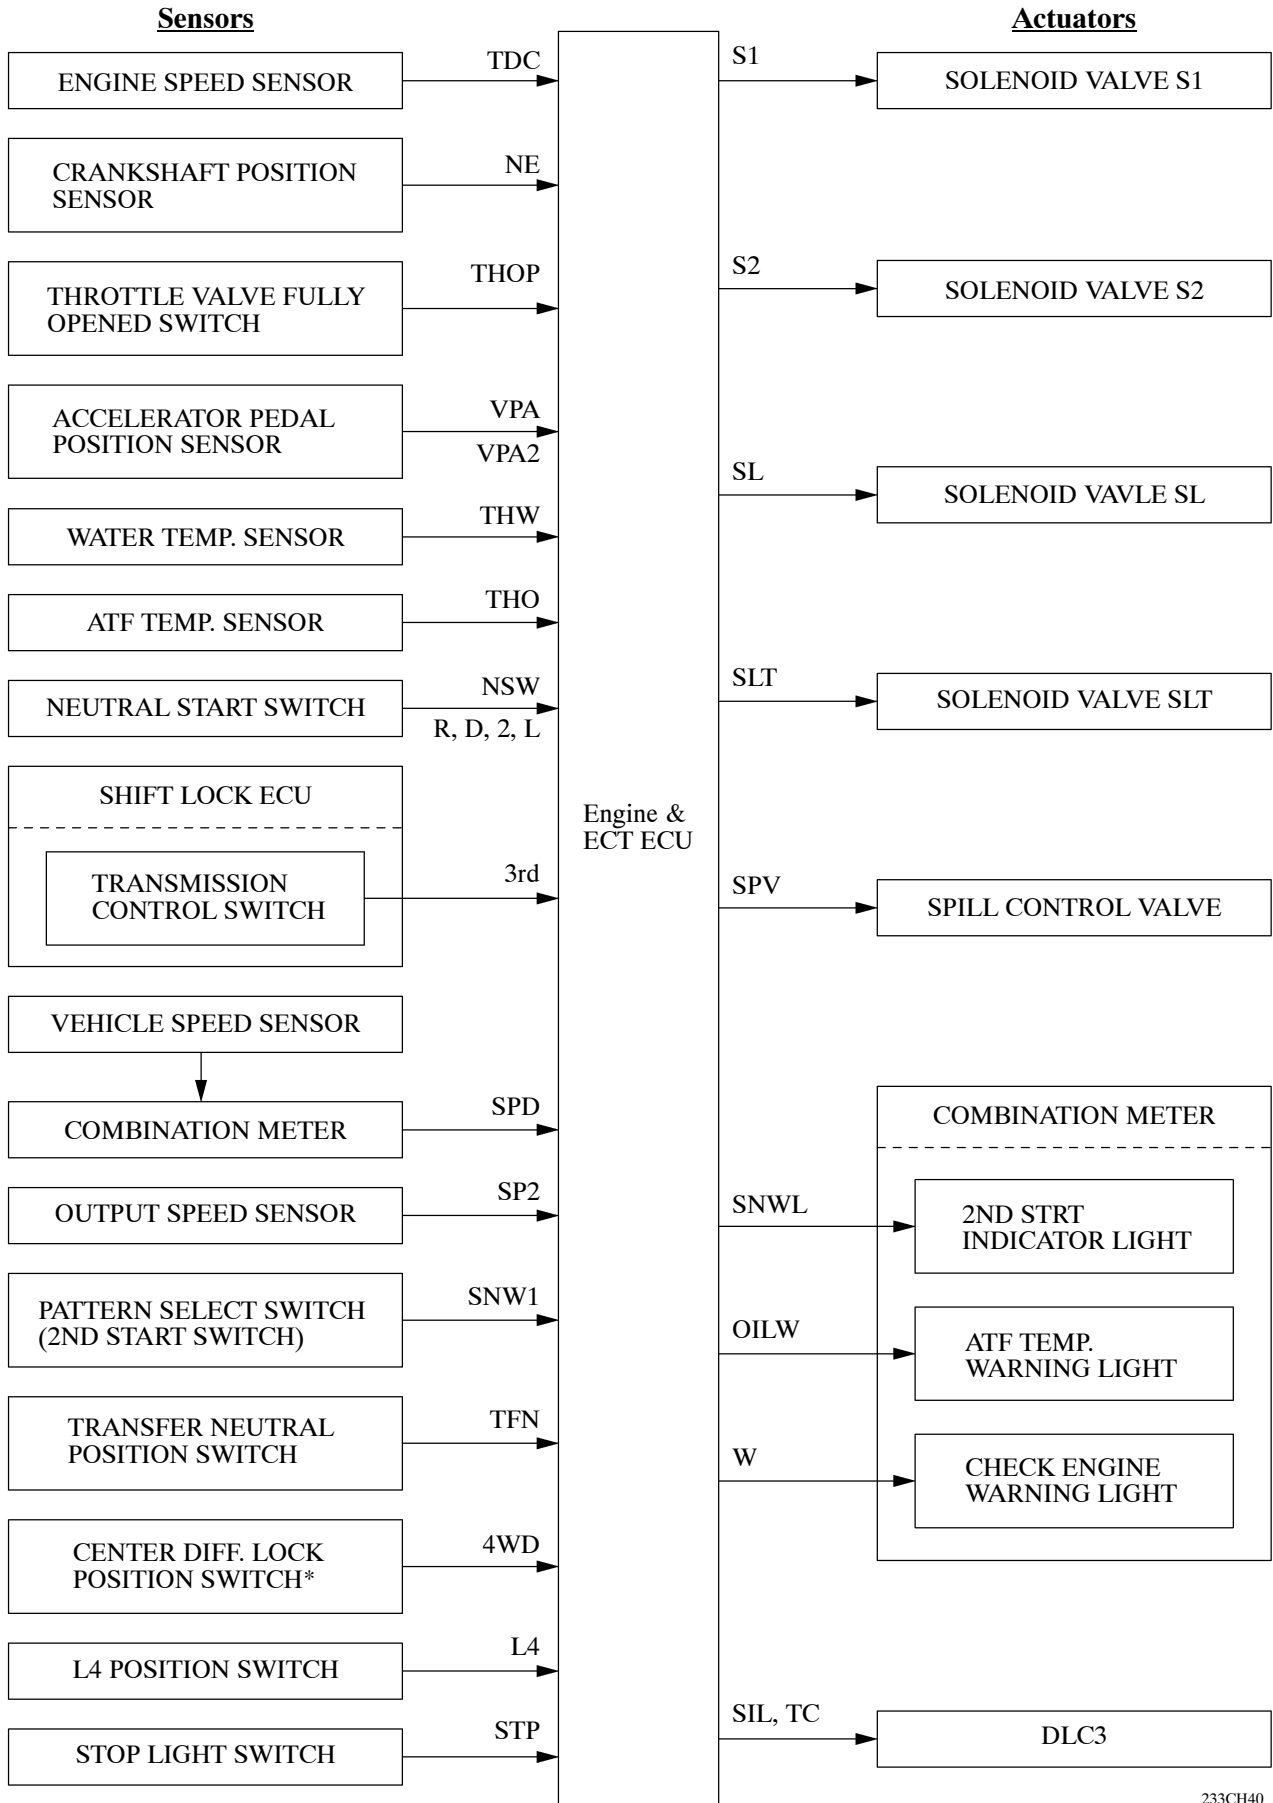 Sensors
Actuators
ENGINE SPEED SENSOR
TDC
CRANKSHAFT POSITION
SENSOR
NE
THROTTLE VALVE FULLY
OPENED SWITCH
THOP
ACCELERATOR PEDAL
POSITION SENSOR
VPA
VPA2
WATER TEMP. SENSOR
THW
ATF TEMP. SENSOR
THO
NEUTRAL START SWITCH
NSW
R, D, 2, L
SHIFT LOCK ECU
TRANSMISSION
CONTROL SWITCH
3rd
VEHICLE SPEED SENSOR
COMBINATION METER
SPD
OUTPUT SPEED SENSOR
SP2
PATTERN SELECT SWITCH
(2ND START SWITCH)
SNW1
TRANSFER NEUTRAL
POSITION SWITCH
TFN
CENTER DIFF. LOCK
POSITION SWITCH*
4WD
L4 POSITION SWITCH
L4
STOP LIGHT SWITCH
STP
Engine &
ECT ECU
S1
SOLENOID VALVE S1
S2
SOLENOID VALVE S2
SL
SOLENOID VAVLE SL
SLT
SOLENOID VALVE SLT
SPV
SPILL CONTROL VALVE
COMBINATION METER
SNWL
2ND STRT
INDICATOR LIGHT
OILW
ATF TEMP.
WARNING LIGHT
W
CHECK ENGINE
WARNING LIGHT
SIL, TC
DLC3
233CH40